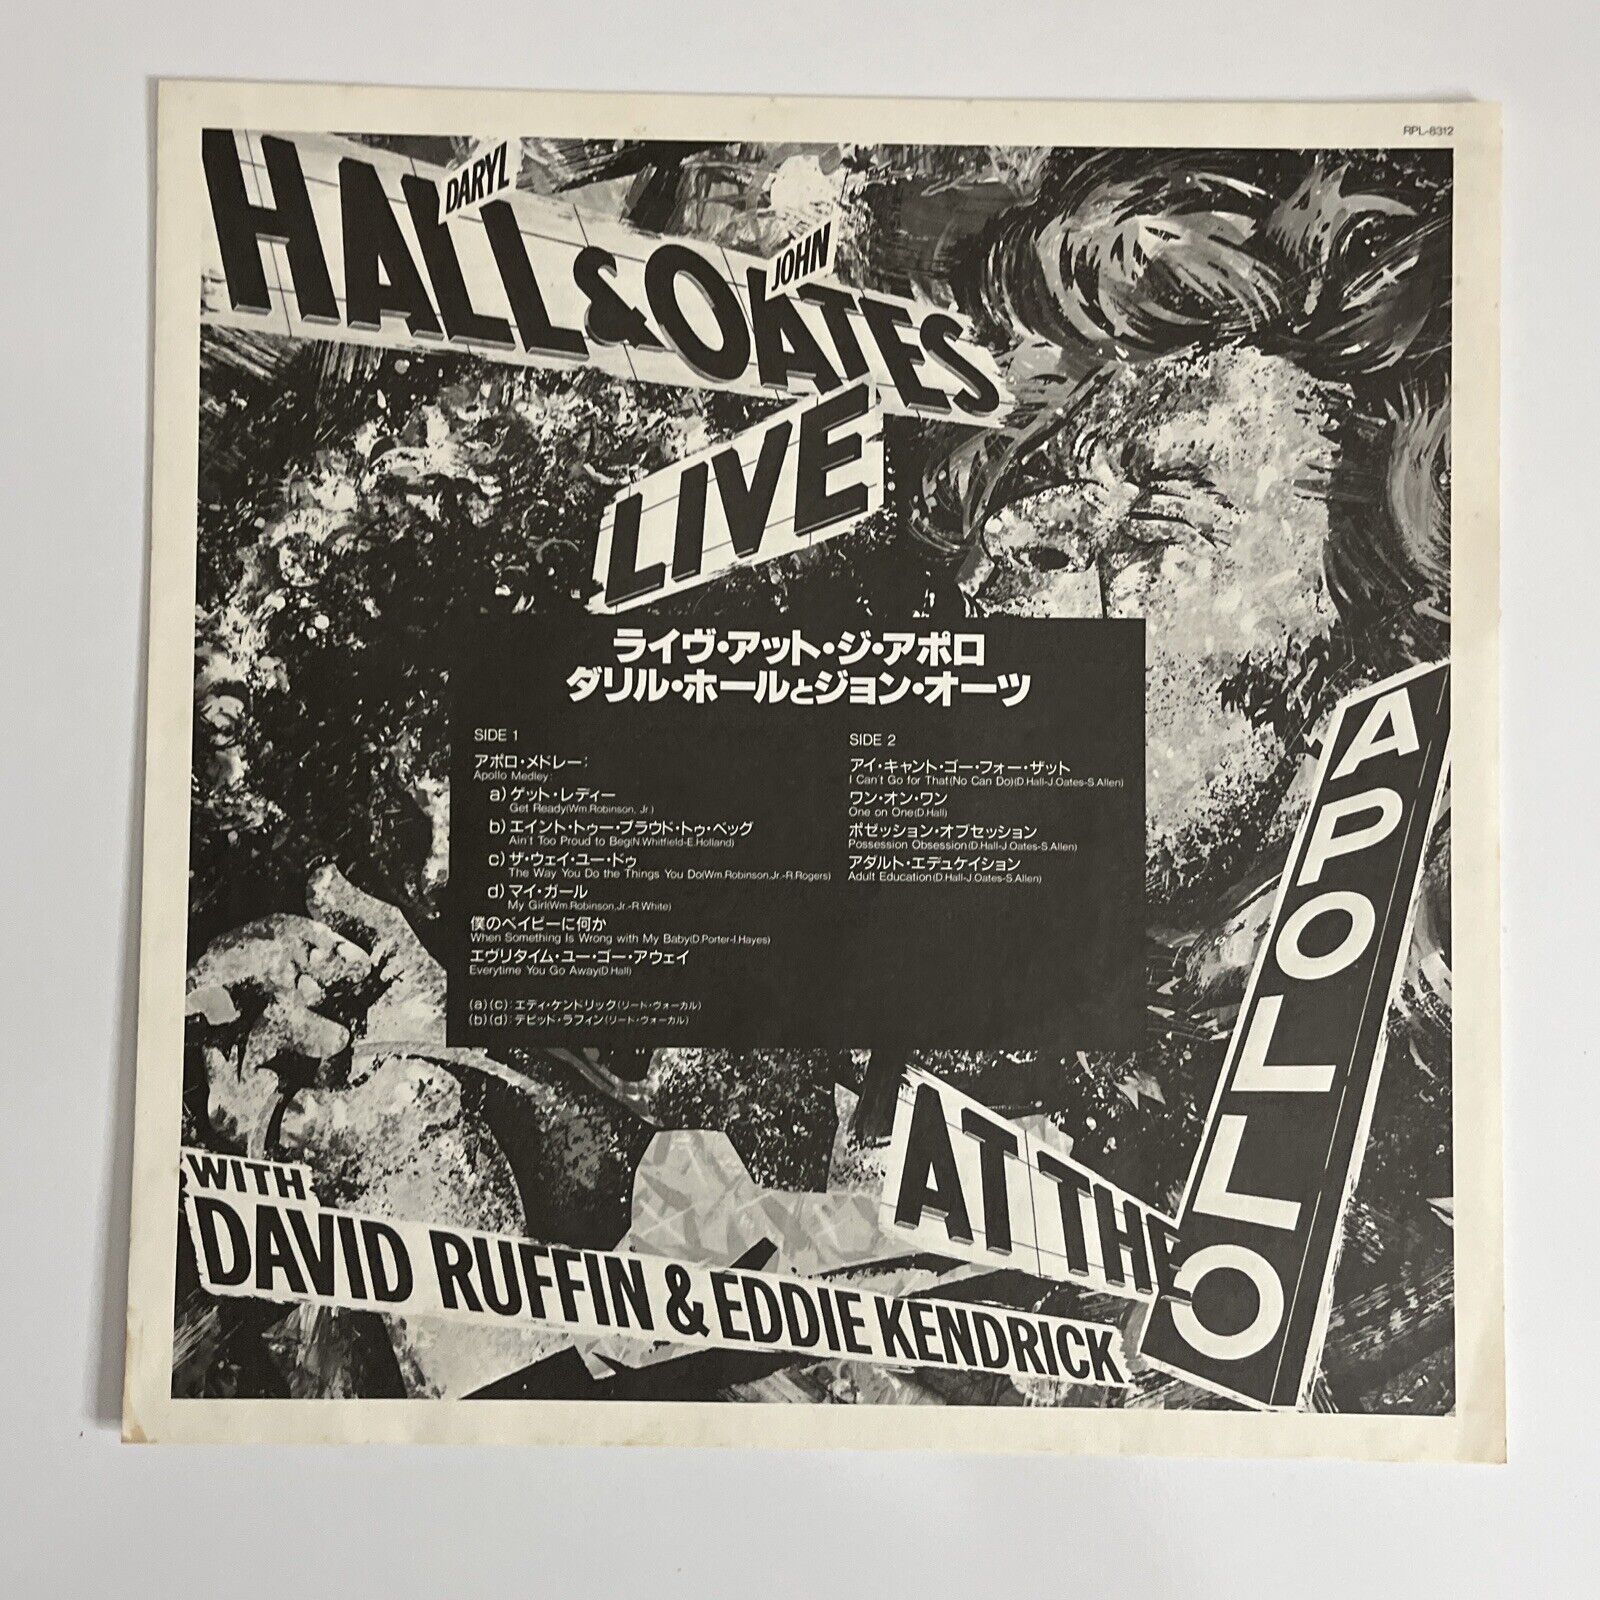 RPL-8312
DARYL
HALL & OATES
JOHN
LIVE
ライヴ・アット・ジ・アポロ
ダリル・ホールとジョン・オーツ
SIDE 1
アポロ・メドレー:
Apollo Medley:
a)ゲット・レディー
Get Ready(Wm.Robinson, Jr.)
b)エイント・トゥー・プラウド・トゥ・ベッグ
Ain't Too Proud to Beg(N.Whitfield-E.Holland)
c)ザ・ウェイ・ユー・ドゥ
The Way You Do the Things You Do(Wm.Robinson,Jr.-R.Rogers)
d)マイ・ガール
My Girl(Wm.Robinson,Jr.-R.White)
僕のベイビーに何か
When Something Is Wrong with My Baby(D.Porter-I.Hayes)
エヴリタイム・ユー・ゴー・アウェイ
Everytime You Go Away(D.Hall)
(a)(c):エディ・ケンドリック(リード・ヴォーカル)
(b)(d):デビッド・ラフィン(リード・ヴォーカル)
SIDE 2
アイ・キャント・ゴー・フォー・ザット
I Can't Go for That(No Can Do)(D.Hall-J.Oates-S.Allen)
ワン・オン・ワン
One on One(D.Hall)
ポゼッション・オブセッション
Possession Obsession(D.Hall-J.Oates-S.Allen)
アダルト・エデュケイション
Adult Education(D.Hall-J.Oates-S.Allen)
AT THE
APOLLO
WITH
DAVID RUFFIN & EDDIE KENDRICK